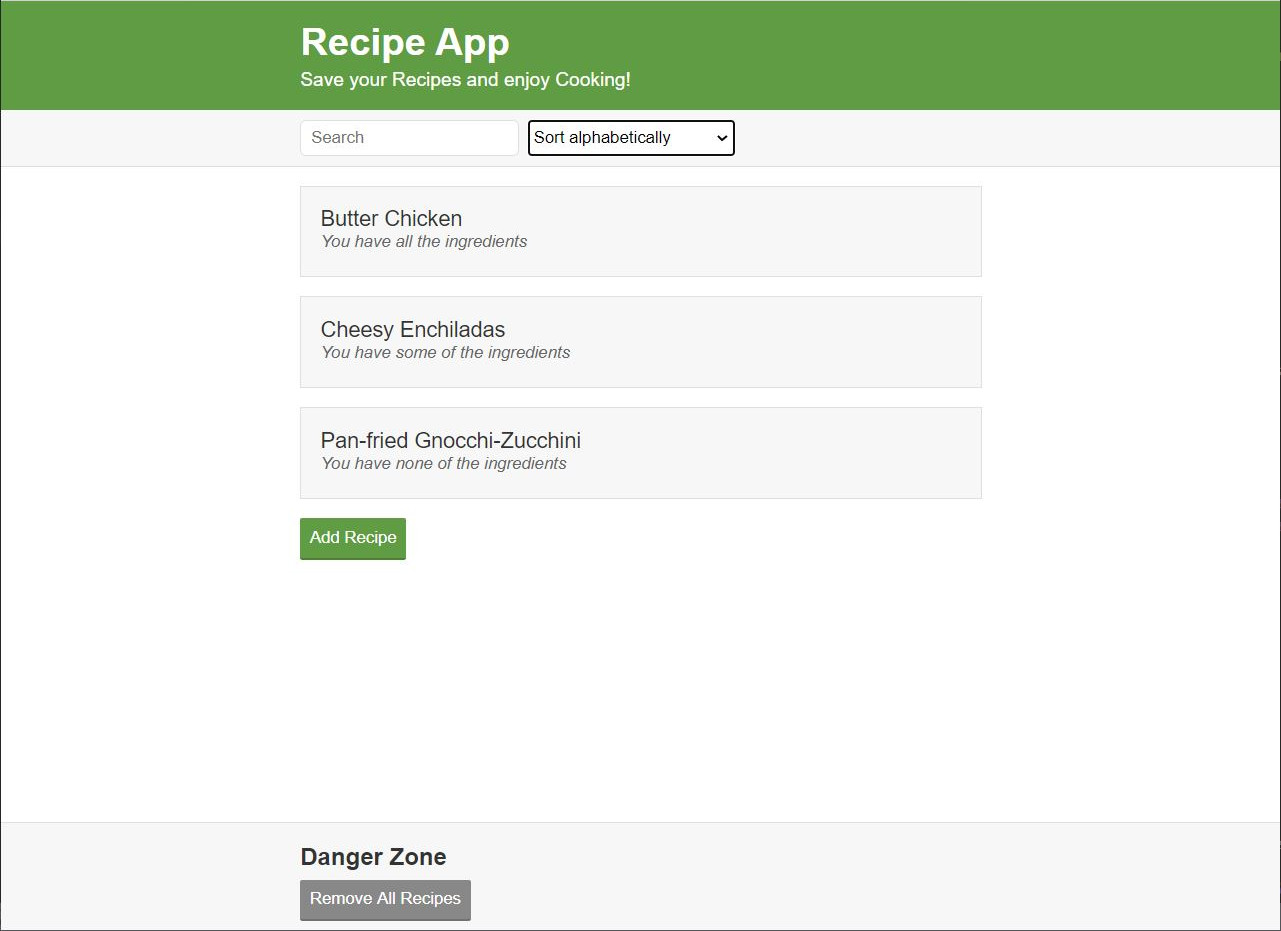 Recipe App
Save your Recipes and enjoy Cooking!
Search
Sort alphabetically
Butter Chicken
You have all the ingredients
Cheesy Enchiladas
You have some of the ingredients
Pan-fried Gnocchi-Zucchini
You have none of the ingredients
Add Recipe
Danger Zone
Remove All Recipes